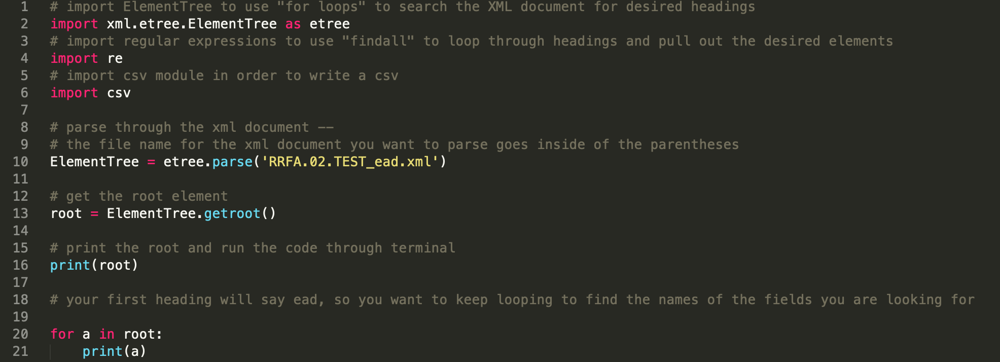 1 # import ElementTree to use "for loops" to search the XML document for desired headings
2 import xml.etree.ElementTree as etree
3 # import regular expressions to use "findall" to loop through headings and pull out the desired elements
4 import re
5 # import csv module in order to write a csv
6 import csv
7
8 # parse through the xml document --
9 # the file name for the xml document you want to parse goes inside of the parentheses
10 ElementTree = etree.parse('RRFA.02.TEST_ead.xml')
11
12 # get the root element
13 root = ElementTree.getroot()
14
15 # print the root and run the code through terminal
16 print(root)
17
18 # your first heading will say ead, so you want to keep looping to find the names of the fields you are looking for
19
20 for a in root:
21     print(a)